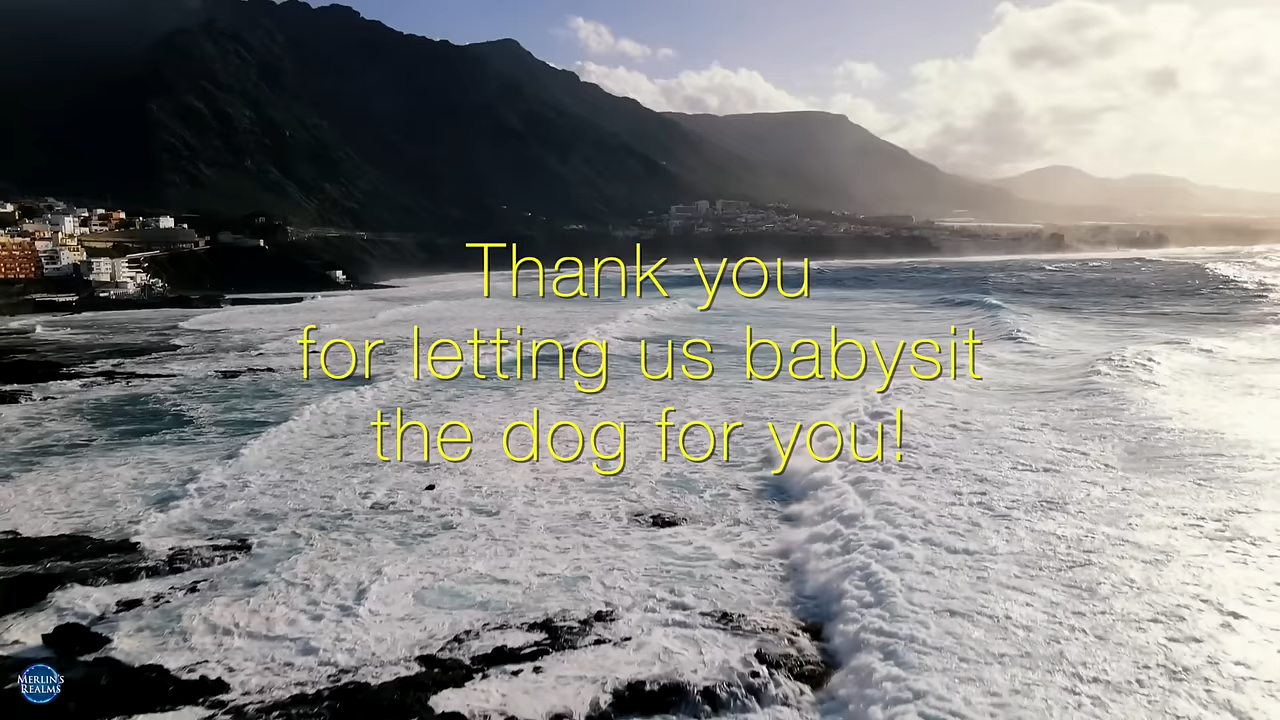 Thank you
for letting us babysit
the dog for you!
MERLIN'S
REALMS